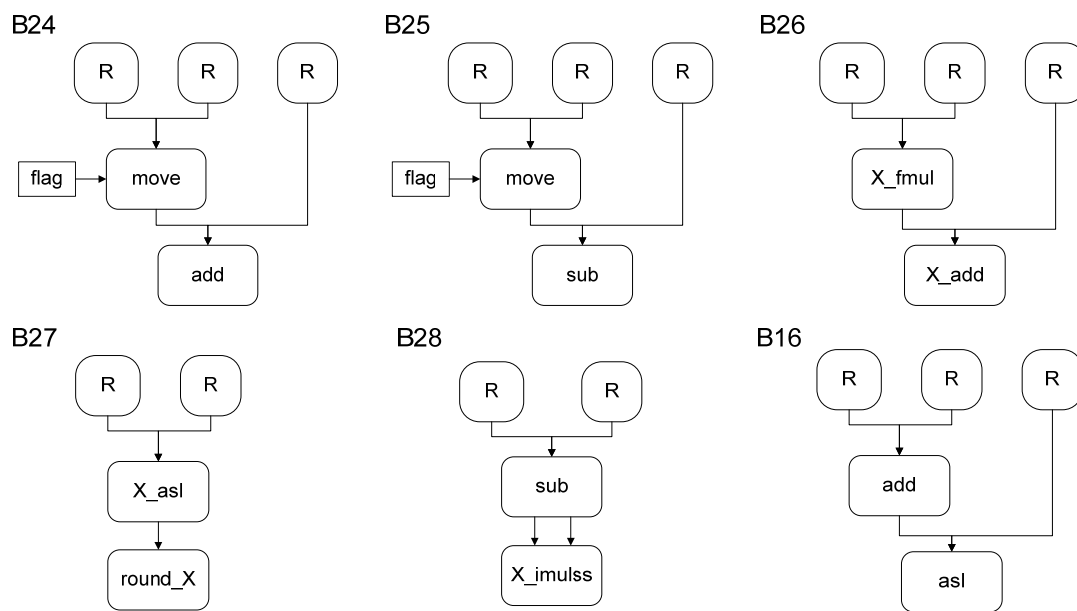 B24
B25
B26
R R R
R R R
R R R
flag move
flag move
X_fmul
add
sub
X_add
B27
B28
B16
R R
R R
R R R
X_asl
sub
add
round_X
X_imulss
asl